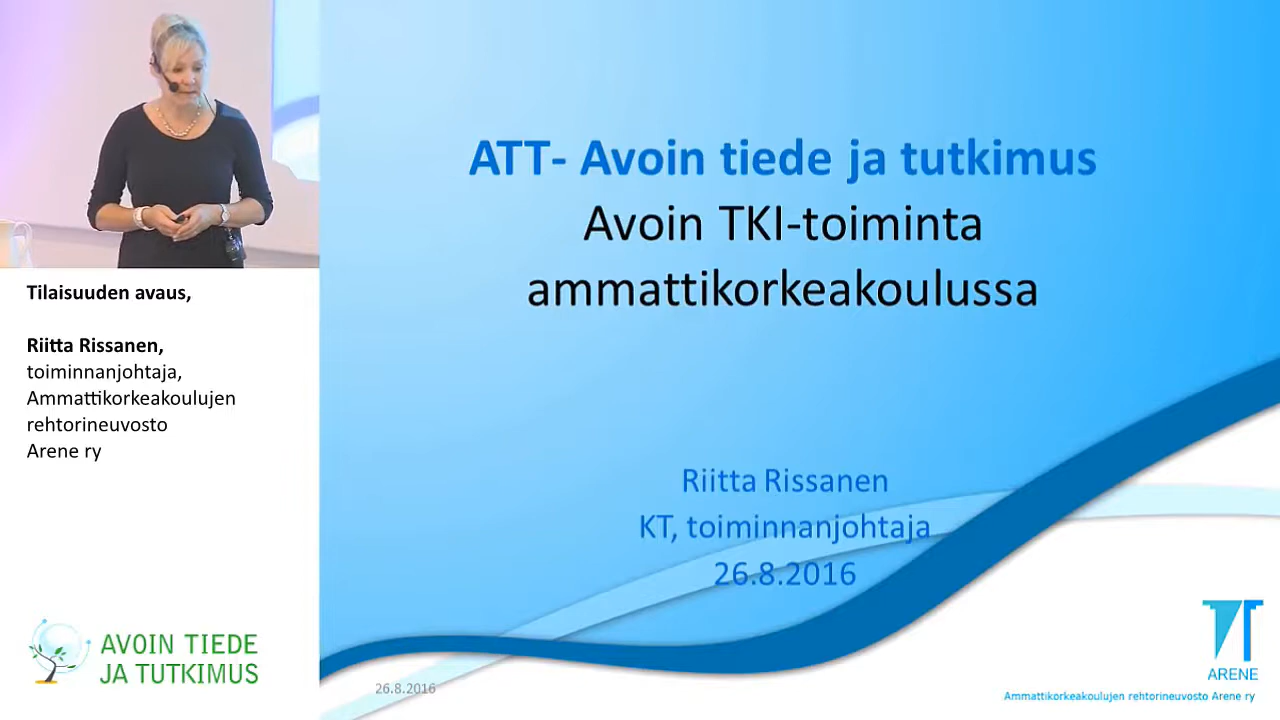 Tilaisuuden avaus,
Riitta Rissanen,
toiminnanjohtaja,
Ammattikorkeakoulujen
rehtorineuvosto
Arene ry
AVOIN TIEDE
JA TUTKIMUS
ATT- Avoin tiede ja tutkimus
Avoin TKI-toiminta
ammattikorkeakoulussa
Riitta Rissanen
KT, toiminnanjohtaja
26.8.2016
26.8.2016
ARENE
Ammattikorkeakoulujen rehtorineuvosto Arene ry